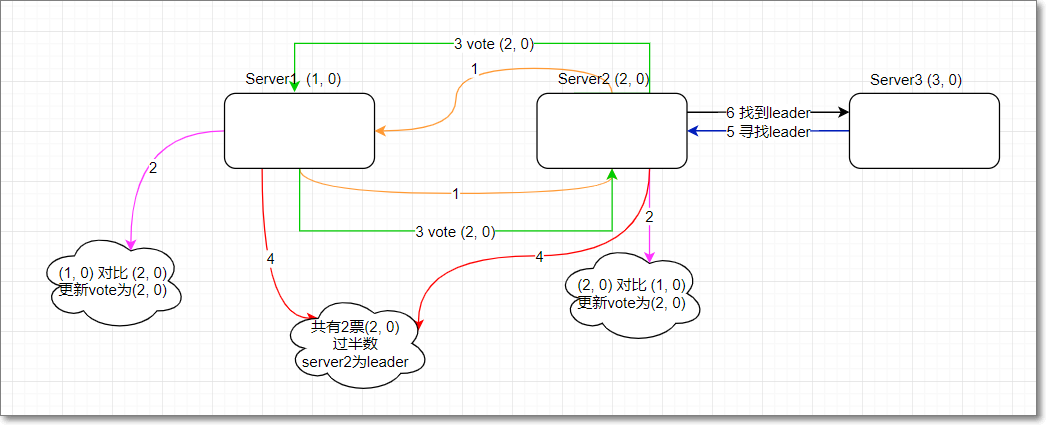 3 vote (2, 0)
1
Server1 (1, 0)
Server2 (2, 0)
Server3 (3, 0)
6 找到leader
5 寻找leader
2
1
2
3 vote (2, 0)
4
4
(1, 0) 对比 (2, 0)
更新vote为(2, 0)
(2, 0) 对比 (1, 0)
更新vote为(2, 0)
共有2票(2, 0)
过半数
server2为leader